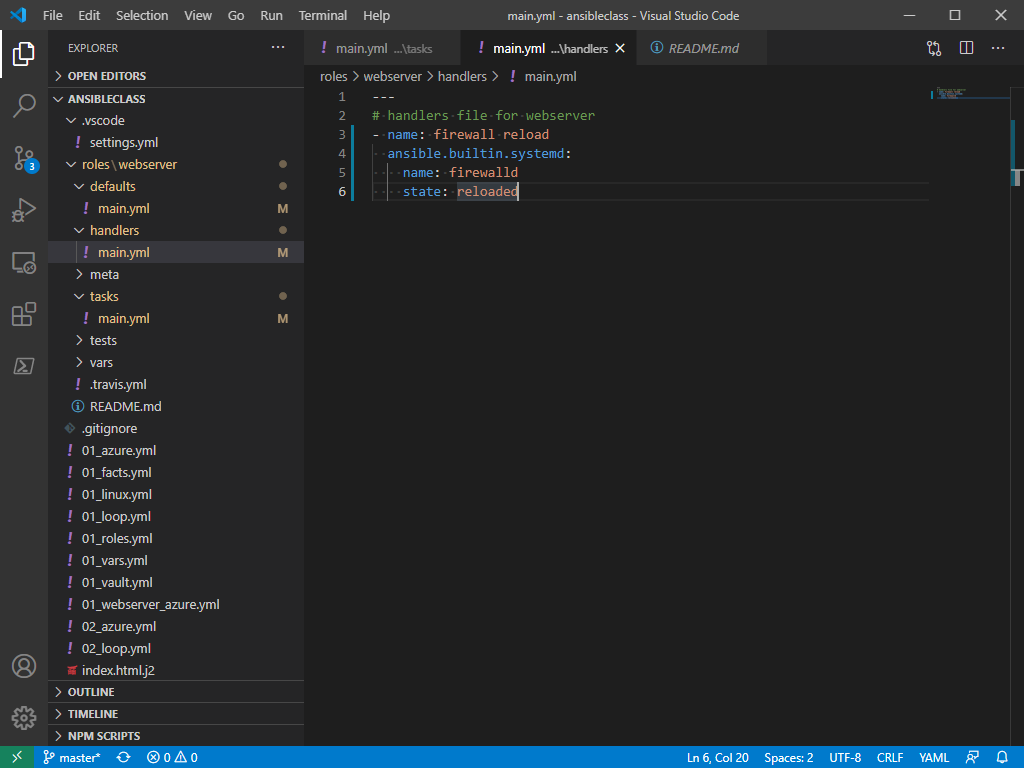 File Edit Selection View Go Run Terminal Help main.yml - ansibleclass - Visual Studio Code
EXPLORER
OPEN EDITORS
ANSIBLECLASS
.vscode
settings.yml
roles\webserver
defaults
main.yml M
handlers
main.yml M
meta
tasks
main.yml M
tests
vars
.travis.yml
README.md
.gitignore
01_azure.yml
01_facts.yml
01_linux.yml
01_loop.yml
01_roles.yml
01_vars.yml
01_vault.yml
01_webserver_azure.yml
02_azure.yml
02_loop.yml
index.html.j2
OUTLINE
TIMELINE
NPM SCRIPTS
3
main.yml ...\tasks main.yml ...\handlers README.md
roles > webserver > handlers > main.yml
1 ---
2 # handlers file for webserver
3 - name: firewall reload
4 ansible.builtin.systemd:
5 name: firewalld
6 state: reloaded
master* 0 0 Ln 6, Col 20 Spaces: 2 UTF-8 CRLF YAML